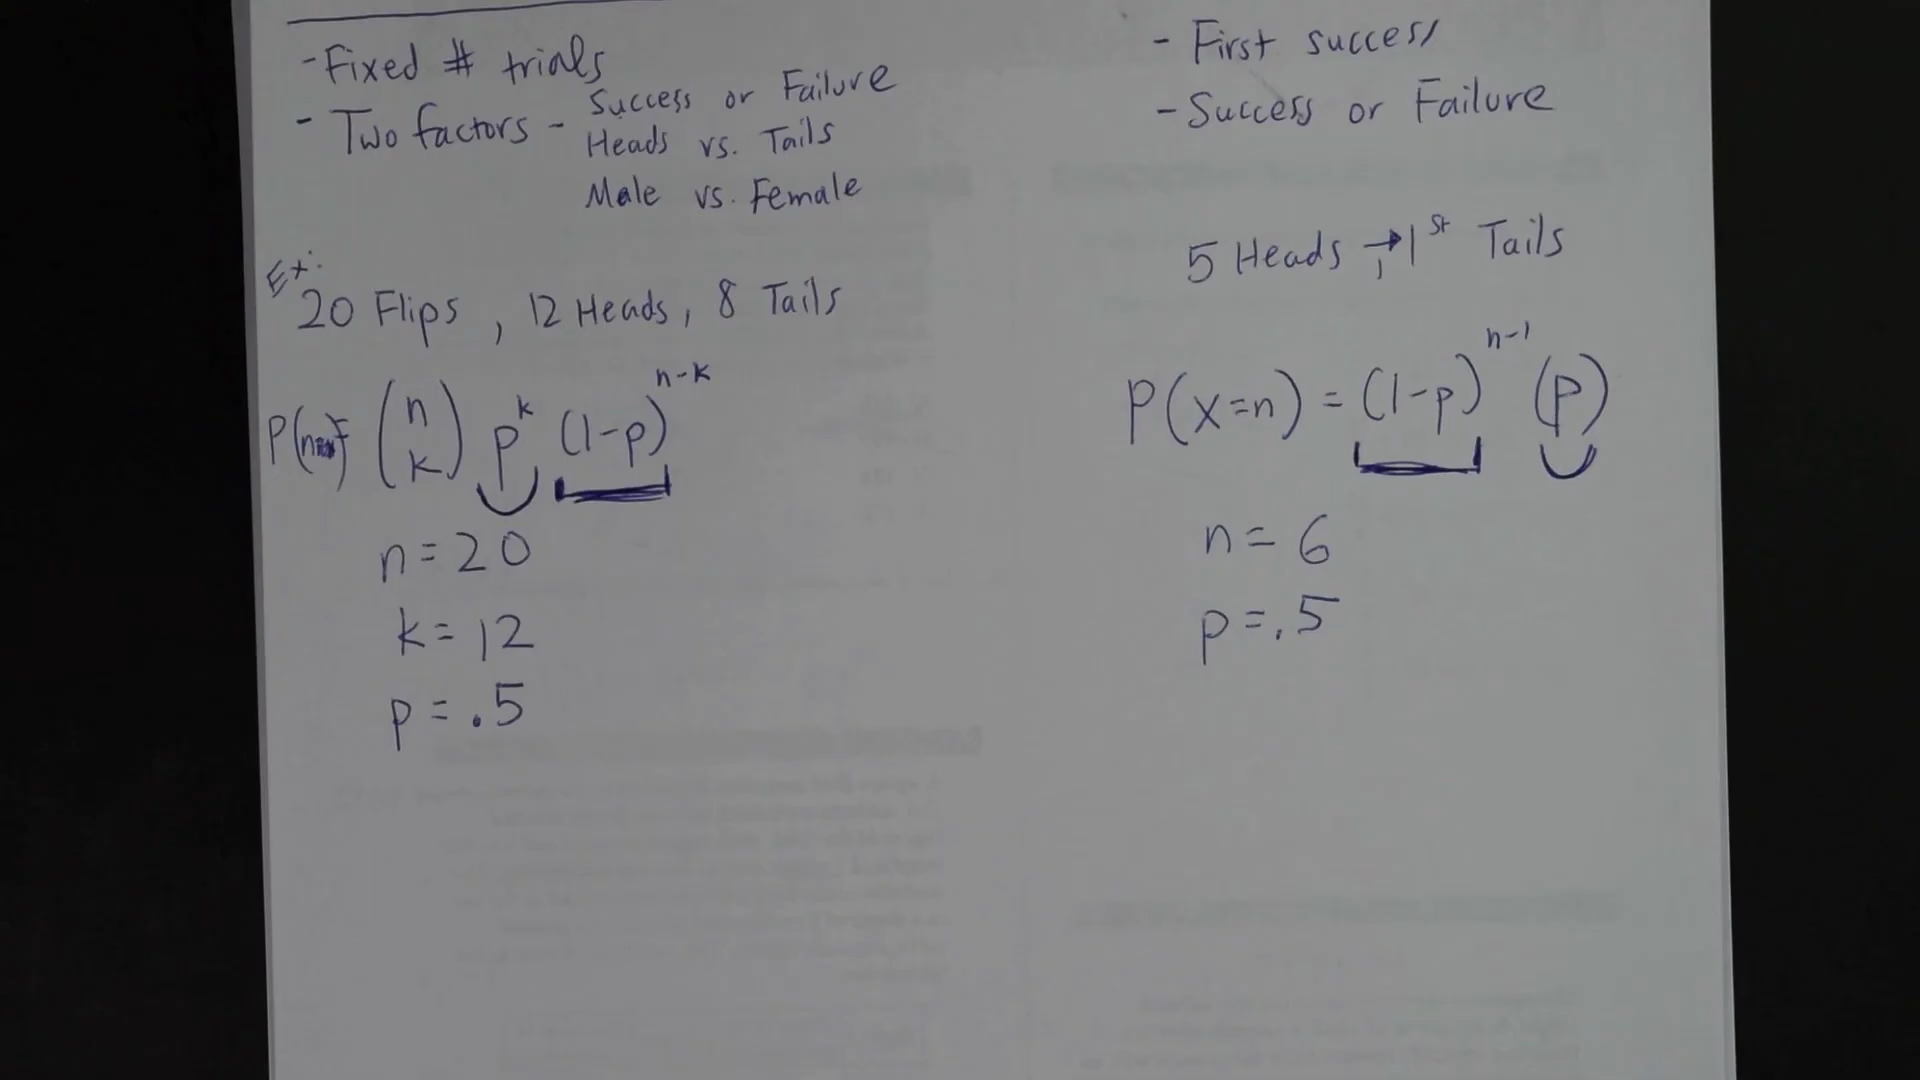 - Fixed # trials
- Two factors - Success or Failure
Heads vs. Tails
Male vs. Female
Ex:
20 Flips, 12 Heads, 8 Tails
(n k) p^k (1-p)^n-k
n = 20
k = 12
p = .5
- First success
- Success or Failure
5 Heads → 1st Tails
P(x=n) = (1-p)^n-1 (p)
n = 6
p = .5